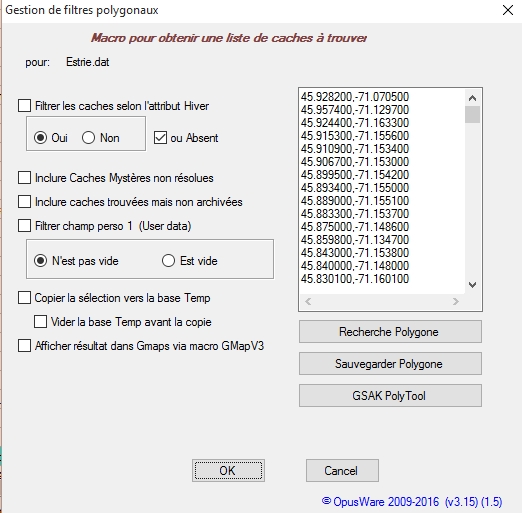 Gestion de filtres polygonaux
Macro pour obtenir une liste de caches à trouver
pour: Estrie.dat
Filtrer les caches selon l'attribut Hiver
Oui Non ou Absent
Inclure Caches Mystères non résolues
Inclure caches trouvées mais non archivées
Filtrer champ perso 1 (User data)
N'est pas vide Est vide
Copier la sélection vers la base Temp
Vider la base Temp avant la copie
Afficher résultat dans Gmaps via macro GMapV3
45.928200,-71.070500
45.957400,-71.129700
45.924400,-71.163300
45.915300,-71.155600
45.910900,-71.153400
45.906700,-71.153000
45.899500,-71.154200
45.893400,-71.155000
45.889000,-71.155100
45.883300,-71.153700
45.875000,-71.148600
45.859800,-71.134700
45.843000,-71.153800
45.840000,-71.148000
45.830100,-71.160100
Recherche Polygone
Sauvegarder Polygone
GSAK PolyTool
OK Cancel
© OpusWare 2009-2016 (v3.15) (1.5)